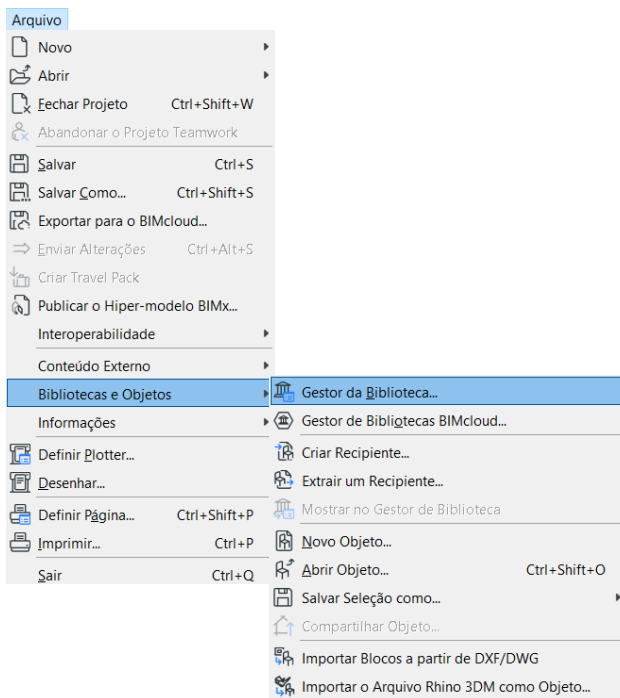 Arquivo
Novo
Abrir
Fechar Projeto Ctrl+Shift+W
Abandonar o Projeto Teamwork
Salvar Ctrl+S
Salvar Como... Ctrl+Shift+S
Exportar para o BIMcloud...
Enviar Alterações Ctrl+Alt+S
Criar Travel Pack
Publicar o Hiper-modelo BIMx...
Interoperabilidade
Conteúdo Externo
Bibliotecas e Objetos
Informações
Definir Plotter...
Desenhar...
Definir Página... Ctrl+Shift+P
Imprimir... Ctrl+P
Sair Ctrl+Q
Gestor da Biblioteca...
Gestor de Bibliotecas BIMcloud...
Criar Recipiente...
Extrair um Recipiente...
Mostrar no Gestor de Biblioteca
Novo Objeto...
Abrir Objeto... Ctrl+Shift+O
Salvar Seleção como...
Compartilhar Objeto...
Importar Blocos a partir de DXF/DWG
Importar o Arquivo Rhino 3DM como Objeto...